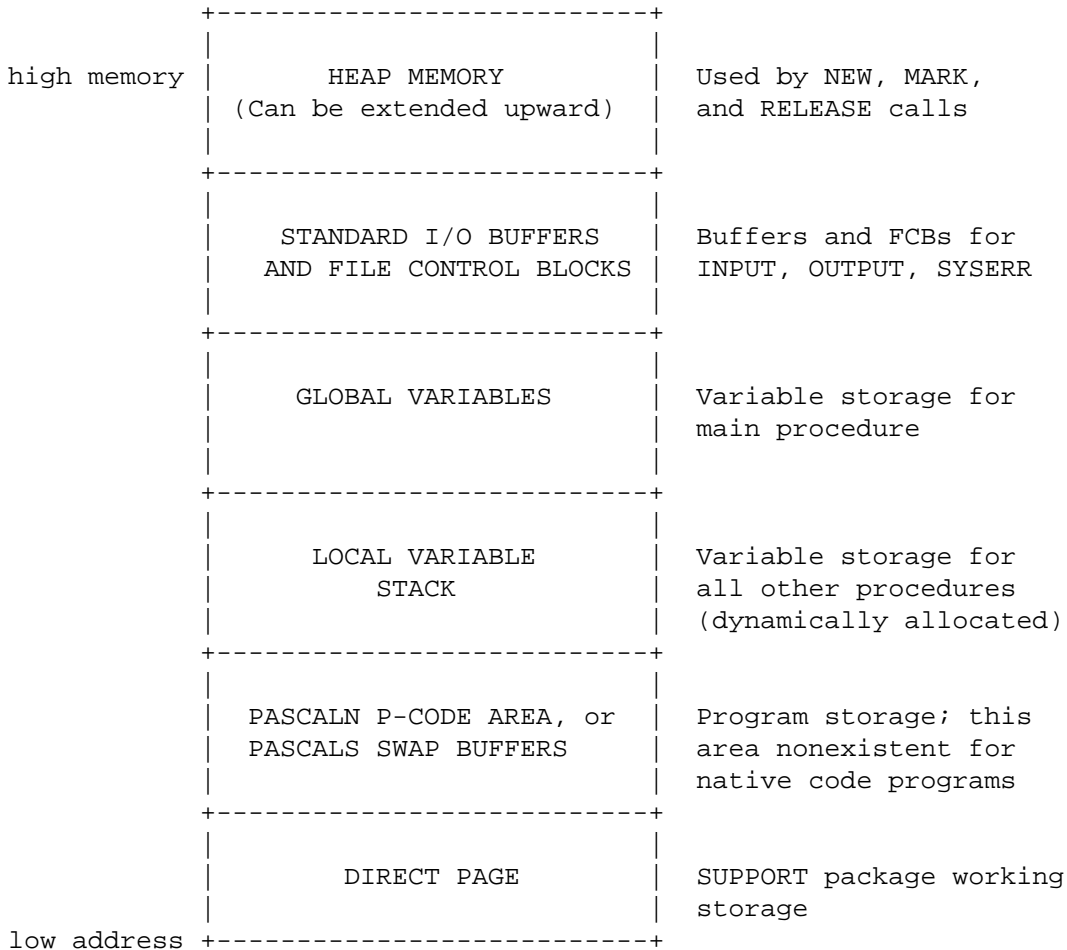 high memory HEAP MEMORY Used by NEW, MARK,
(Can be extended upward) and RELEASE calls
STANDARD I/O BUFFERS Buffers and FCBs for
AND FILE CONTROL BLOCKS INPUT, OUTPUT, SYSERR
GLOBAL VARIABLES Variable storage for
main procedure
LOCAL VARIABLE Variable storage for
STACK all other procedures
(dynamically allocated)
PASCALN P-CODE AREA, or Program storage; this
PASCALS SWAP BUFFERS area nonexistent for
native code programs
DIRECT PAGE SUPPORT package working
storage
low address